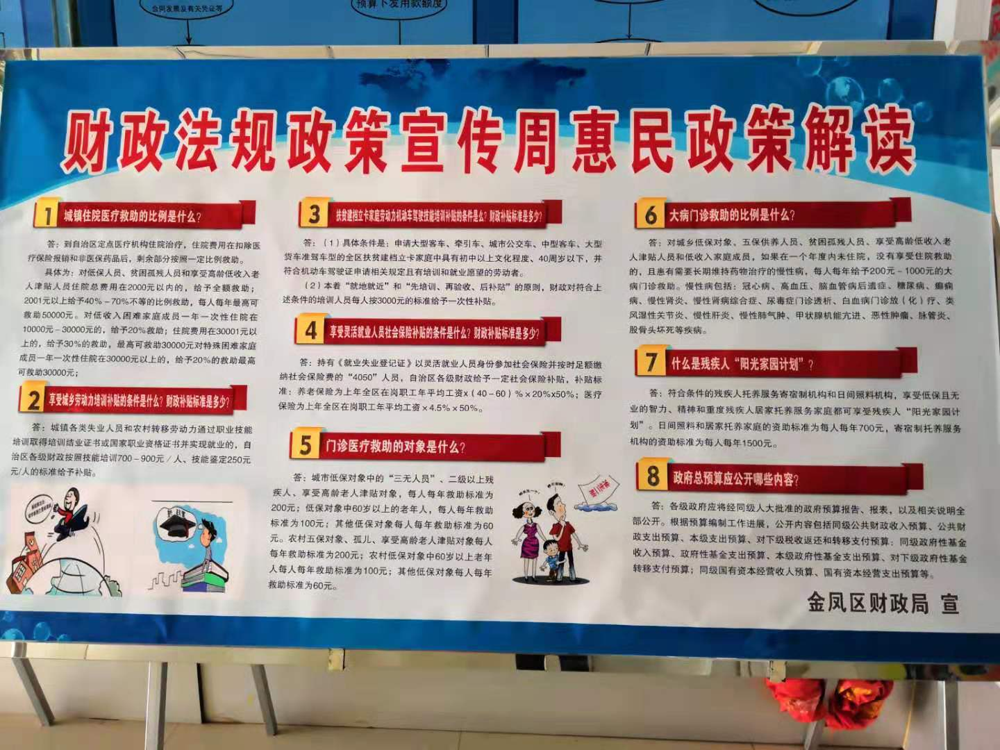 合同发票及有关凭证等
预算下发用款额度
财政法规政策宣传周惠民政策解读
1 城镇住院医疗救助的比例是什么?
答：到自治区定点医疗机构住院治疗，住院费用在扣除医
疗保险报销和非医保药品后，剩余部分按照一定比例救助。
具体为：对低保人员、贫困孤残人员和享受高龄低收入老
人津贴人员住院总费用在2000元以内的，给予全额救助；
2001元以上给予40%－70%不等的比例救助，每人每年最高可
救助50000元。对低收入困难家庭成员一年一次性住院在
10000元－30000元的，给予20%救助；住院费用在30001元以
上的，给予30%的救助，最高可救助30000元对特殊困难家庭
成员一年一次性住院在30000元以上的，给予20%的救助最高
可救助30000元；
2 享受城乡劳动力培训补贴的条件是什么？财政补贴标准是多少?
答：城镇各类失业人员和农村转移劳动力通过职业技能
培训取得培训结业证书或国家职业资格证书并实现就业的，自
治区各级财政按照技能培训700－900元／人、技能鉴定250元
元/人的标准给予补贴。
3 扶贫建档立卡家庭劳动力机动车驾驶技能培训补贴的条件是么？财政补贴标准是多少?
答：（1）具体条件是：申请大型客车、牵引车、城市公交车、中型客车、大型
货车准驾车型的全区扶贫建档立卡家庭中具有初中以上文化程度、40周岁以下，并
符合机动车驾驶证申请相关规定且有培训和就业愿望的劳动者。
（2）本着“就地就近”和“先培训、再验收、后补贴”的原则，财政对符合上
述条件的培训人员每人按3000元的标准给予一次性补贴。
4 享受灵活就业人员社会保险补贴的条件是什么？财政补贴标准是多少?
答：持有《就业失业登记证》以灵活就业人员身份参加社会保险并按时足额缴
纳社会保险费的“4050”人员，自治区各级财政给予一定社会保险补贴，补贴标
准：养老保险为上年全区在岗职工年平均工资x（40－60）%×20%x50%；医疗
保险为上年全区在岗职工年平均工资×4.5%×50%。
5 门诊医疗救助的对象是什么?
答：城市低保对象中的“三无人员”、二级以上残
疾人、享受高龄老人津贴对象，每人每年救助标准为
200元；低保对象中60岁以上的老年人，每人每年救助
标准为100元；其他低保对象每人每年救助标准为60
元。农村五保对象、孤儿、享受高龄老人津贴对象每人
每年救助标准为200元；农村低保对象中60岁以上老年
人每人每年救助标准为100元；其他低保对象每人每年
救助标准为60元。
6 大病门诊救助的比例是什么?
答：对城乡低保对象、五保供养人员、贫困孤残人员、享受高龄低收入老
人津贴人员和低收入家庭成员，如果在一个年度内未住院，没有享受住院救助
的，且患有需要长期维持药物治疗的慢性病，每人每年给予200元－1000元的大
病门诊救助。慢性病包括：冠心病、高血压、脑血管病后遗症、糖尿病、癫痫
病、慢性肾炎、慢性肾病综合症、尿毒症门诊透析、白血病门诊放（化）疗、类
风湿性关节炎、慢性肝炎、慢性肺气肿、甲状腺机能亢进、恶性肿瘤、脉管炎、
股骨头坏死等疾病。
7 什么是残疾人“阳光家园计划”?
答：符合条件的残疾人托养服务寄宿制机构和日间照料机构，享受低保且无
业的智力、精神和重度残疾人居家托养服务家庭都可享受残疾人“阳光家园计
划”。日间照料和居家托养家庭的资助标准为每人每年700元，寄宿制托养服务
机构的资助标准为每人每年1500元。
8 政府总预算应公开哪些内容?
答：各级政府应将经同级人大批准的政府预算报告、报表，以及相关说明全
部公开。根据预算编制工作进展，公开内容包括同级公共财政收入预算、公共财
政支出预算、本级支出预算、对下级税收返还和转移支付预算：同级政府性基金
收入预算、政府性基金支出预算、本级政府性基金支出预算、对下级政府性基金
转移支付预算；同级国有资本经营收人预算、国有资本经营支出预算等。
金凤区财政局 宣